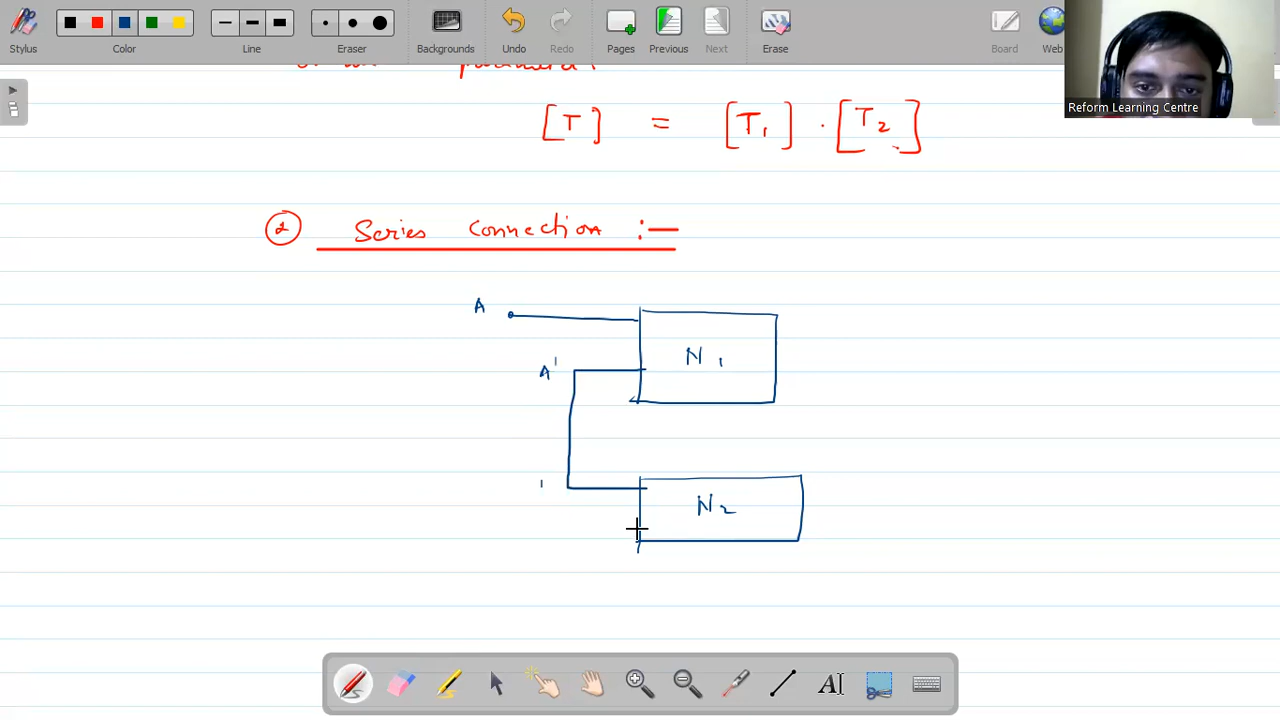 Stylus Color Line Eraser Backgrounds Undo Redo Pages Previous Next Erase Board Web
Reform Learning Centre
[T] = [T1] · [T2]
2 Series connection :—
A
N1
A'
N2